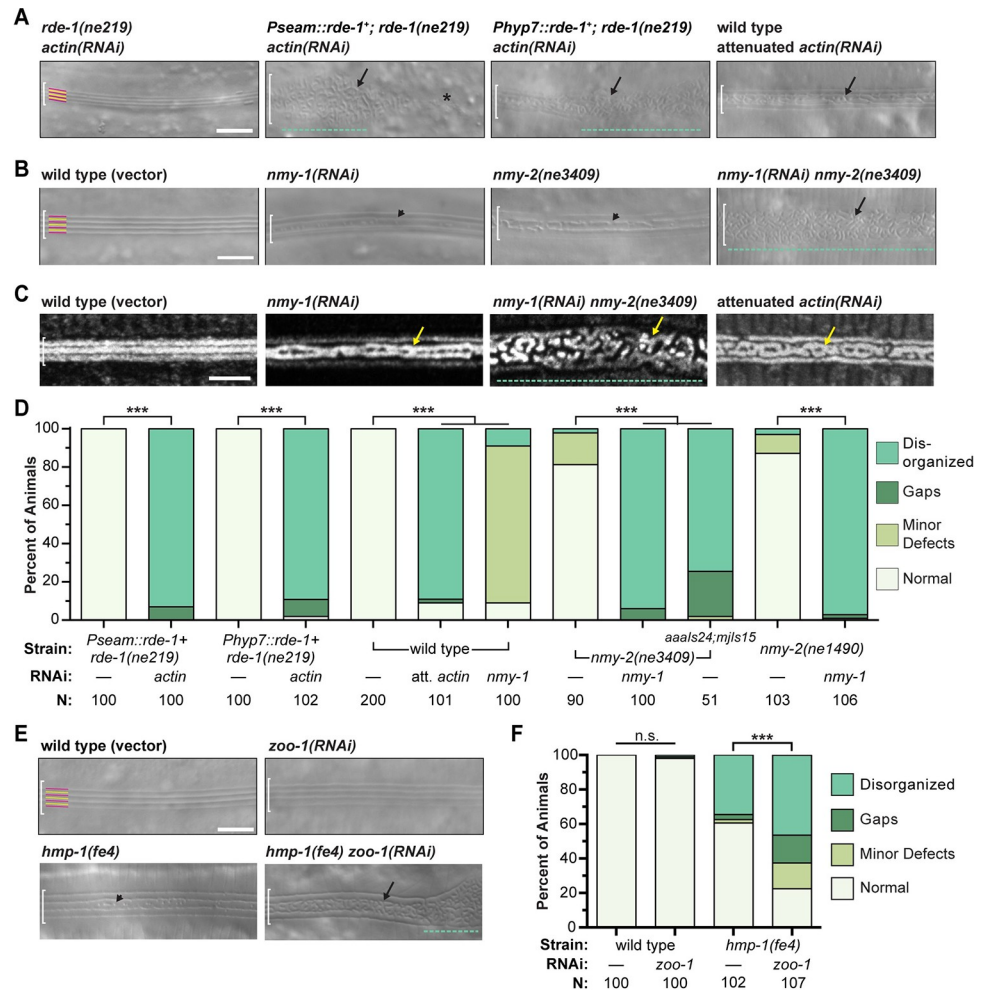 A
rde-1(ne219)
actin(RNAi)
Pseam::rde-1+; rde-1(ne219)
actin(RNAi)
Phyp7::rde-1+; rde-1(ne219)
actin(RNAi)
wild type
attenuated actin(RNAi)
*
B
wild type (vector)
nmy-1(RNAi)
nmy-2(ne3409)
nmy-1(RNAi) nmy-2(ne3409)
C
wild type (vector)
nmy-1(RNAi)
nmy-1(RNAi) nmy-2(ne3409)
attenuated actin(RNAi)
D
*** *** *** *** ***
Percent of Animals
100
80
60
40
20
0
Dis-
organized
Gaps
Minor
Defects
Normal
Strain:
Pseam::rde-1+
rde-1(ne219)
Phyp7::rde-1+
rde-1(ne219)
wild type
nmy-2(ne3409)
aaaIs24;mjIs15
nmy-2(ne1490)
RNAi: — actin — actin — att. actin nmy-1 — nmy-1 — — nmy-1
N: 100 100 100 102 200 101 100 90 100 51 103 106
E
wild type (vector)
zoo-1(RNAi)
hmp-1(fe4)
hmp-1(fe4) zoo-1(RNAi)
F
n.s. ***
Percent of Animals
100
80
60
40
20
0
Disorganized
Gaps
Minor Defects
Normal
Strain: wild type hmp-1(fe4)
RNAi: — zoo-1 — zoo-1
N: 100 100 102 107